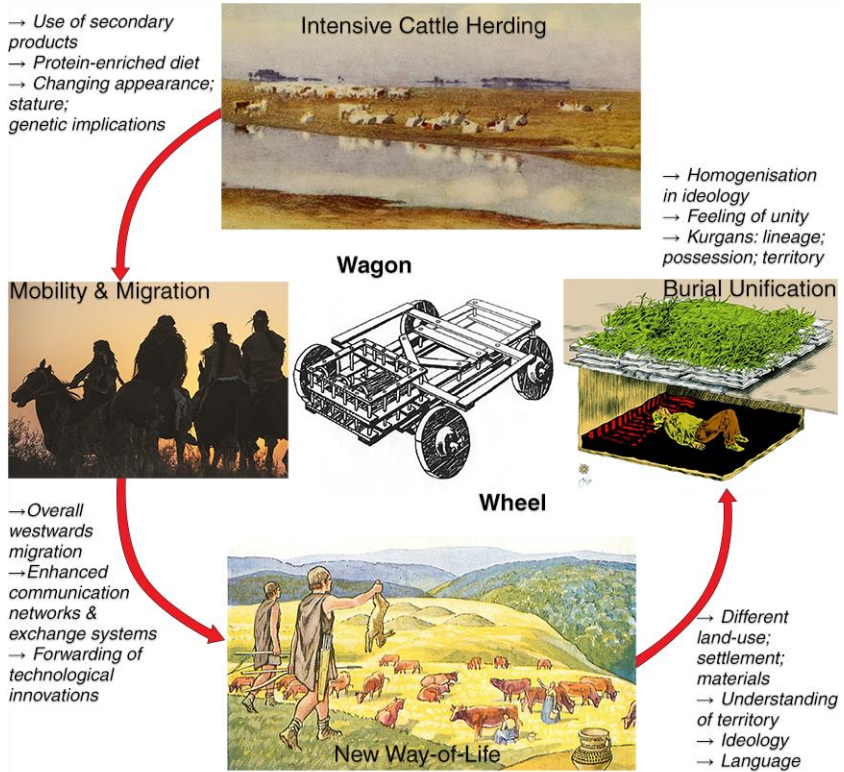 Intensive Cattle Herding
→ Use of secondary
products
→ Protein-enriched diet
→ Changing appearance;
stature;
genetic implications
→ Homogenisation
in ideology
→ Feeling of unity
→ Kurgans: lineage;
possession; territory
Wagon
Mobility & Migration
Burial Unification
Wheel
→Overall
westwards
migration
→Enhanced
communication
networks &
exchange systems
→ Forwarding of
technological
innovations
→ Different
land-use;
settlement;
materials
→ Understanding
of territory
→ Ideology
→ Language
New Way-of-Life